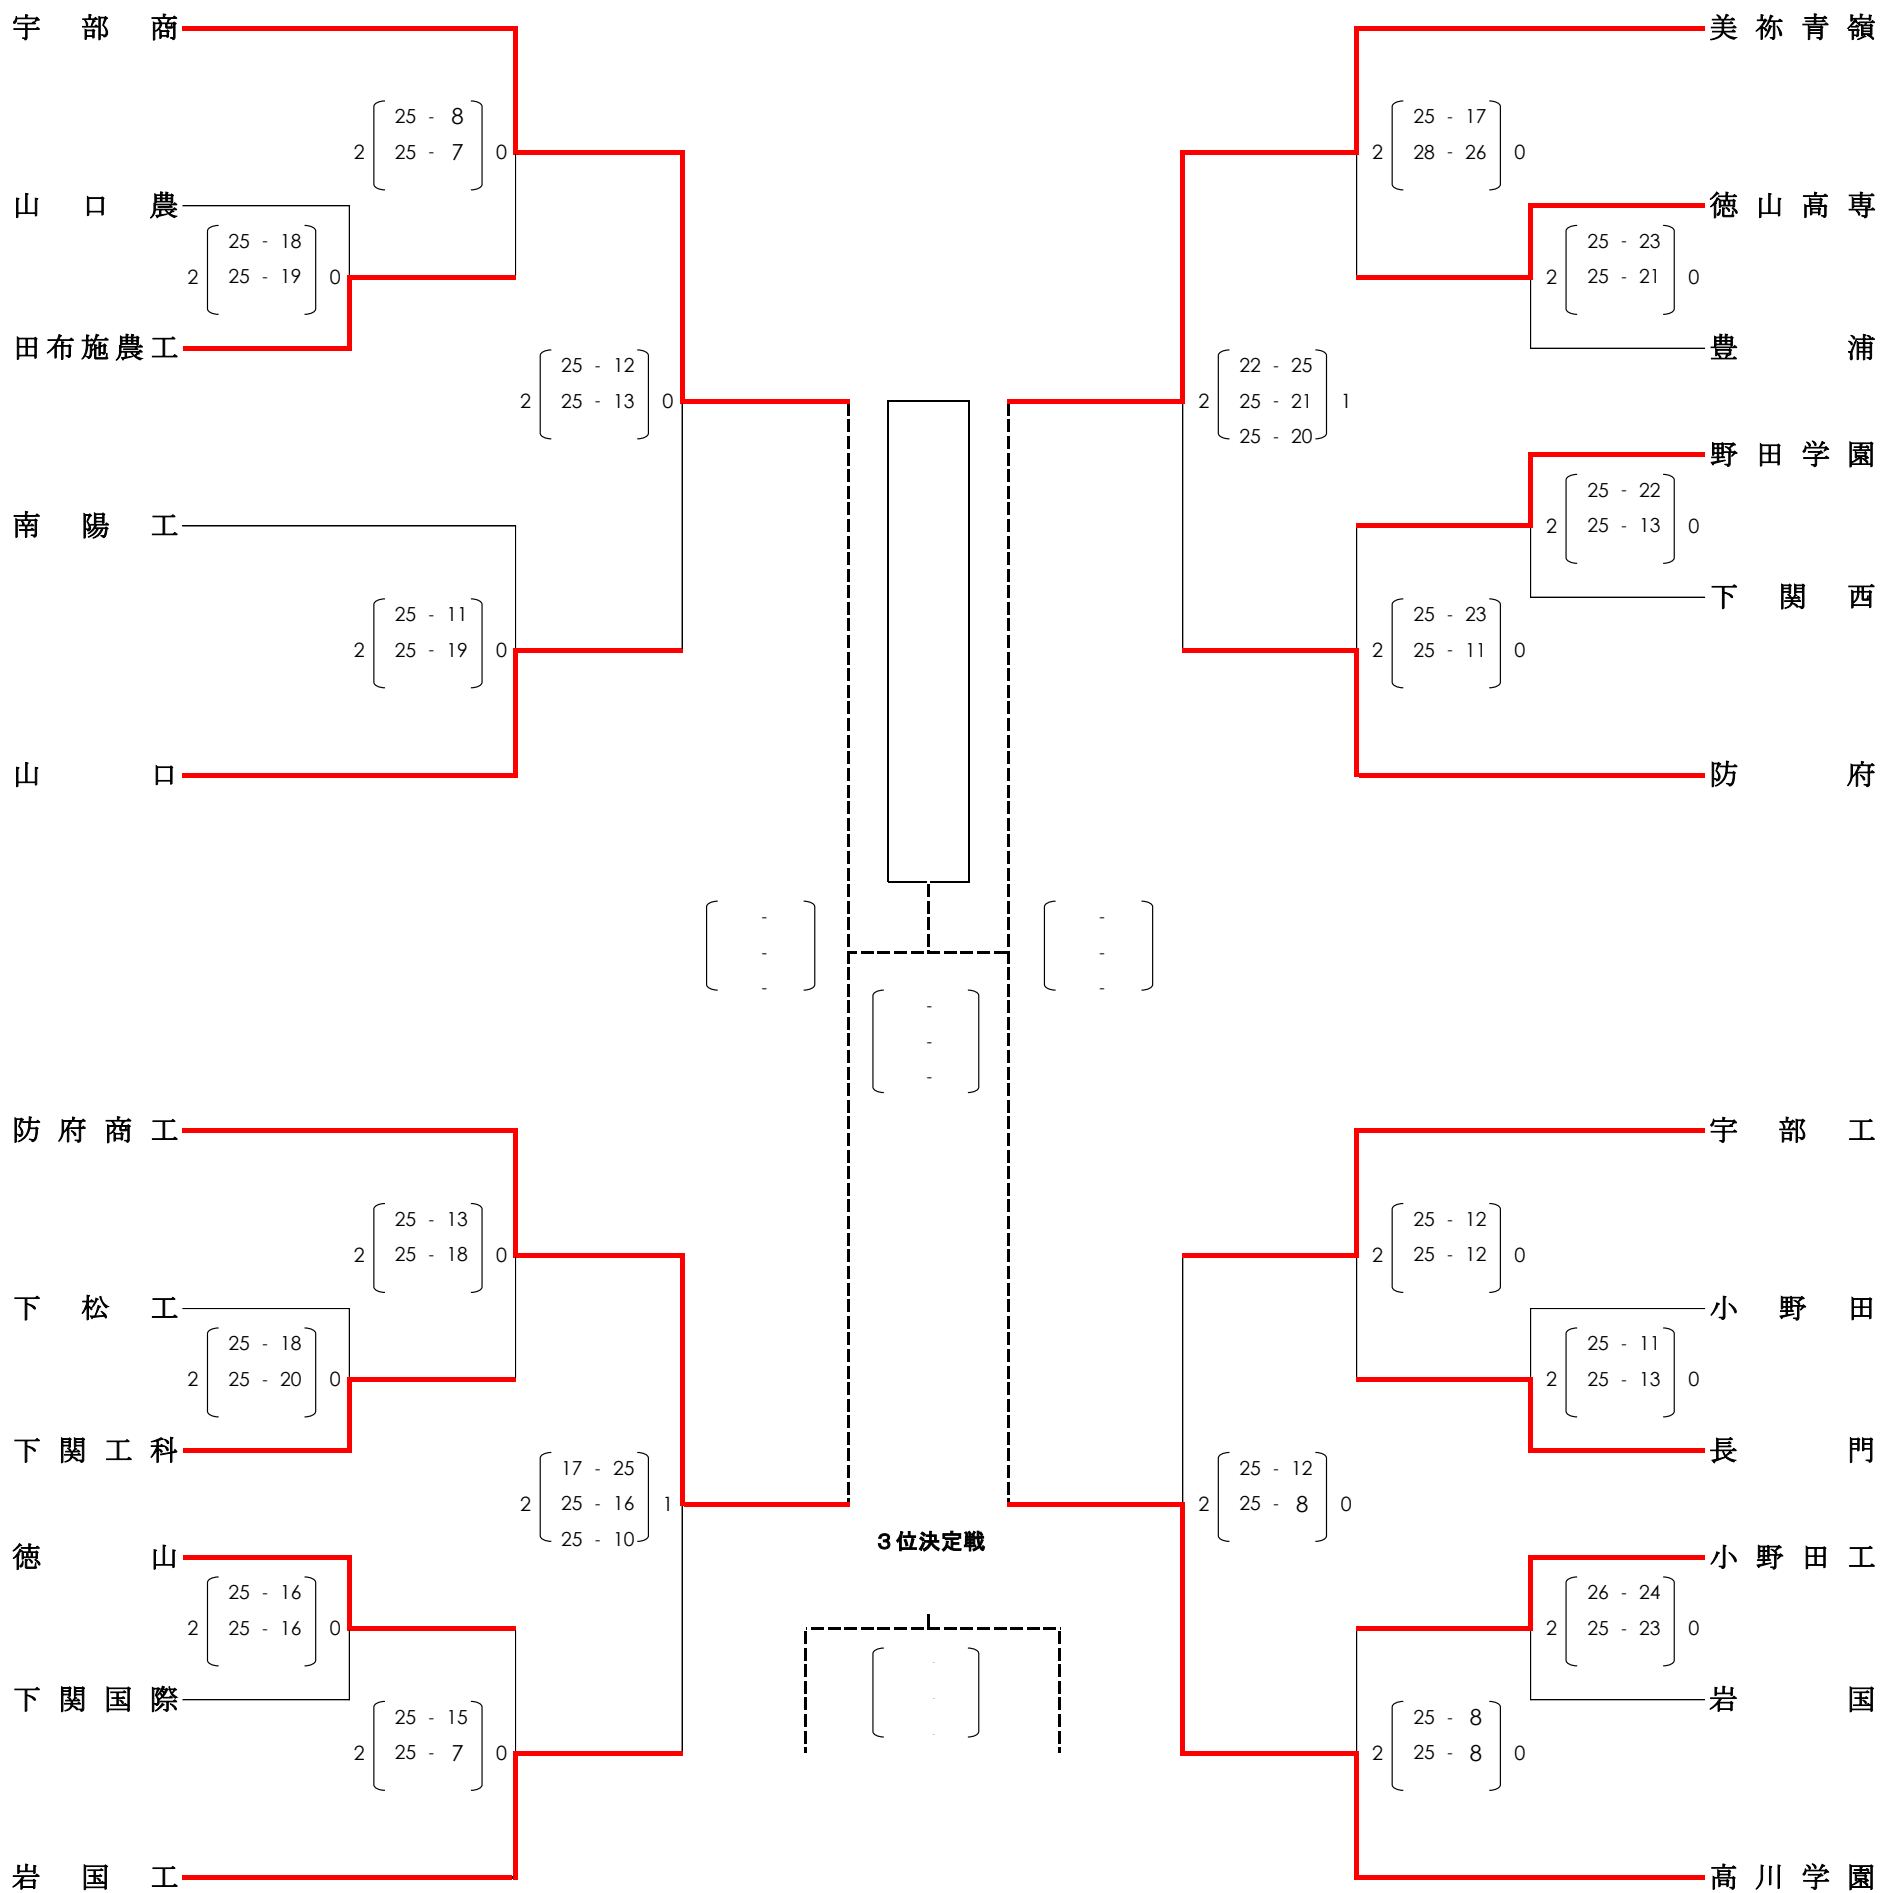 宇部商
25 - 8
2 25 - 7 0
山口農
25 - 18
2 25 - 19 0
田布施農工
25 - 12
2 25 - 13 0
南陽工
25 - 11
2 25 - 19 0
山口
美祢青嶺
25 - 17
2 28 - 26 0
徳山高専
25 - 23
2 25 - 21 0
豊浦
22 - 25
2 25 - 21 1
25 - 20
野田学園
25 - 22
2 25 - 13 0
下関西
25 - 23
2 25 - 11 0
防府
-
-
-
-
-
-
-
-
-
防府商工
25 - 13
2 25 - 18 0
下松工
25 - 18
2 25 - 20 0
下関工科
17 - 25
2 25 - 16 1
25 - 10
徳山
25 - 16
2 25 - 16 0
下関国際
25 - 15
2 25 - 7 0
岩国工
宇部工
25 - 12
2 25 - 12 0
小野田
25 - 11
2 25 - 13 0
長門
25 - 12
2 25 - 8 0
小野田工
26 - 24
2 25 - 23 0
岩国
25 - 8
2 25 - 8 0
高川学園
３位決定戦
-
-
-